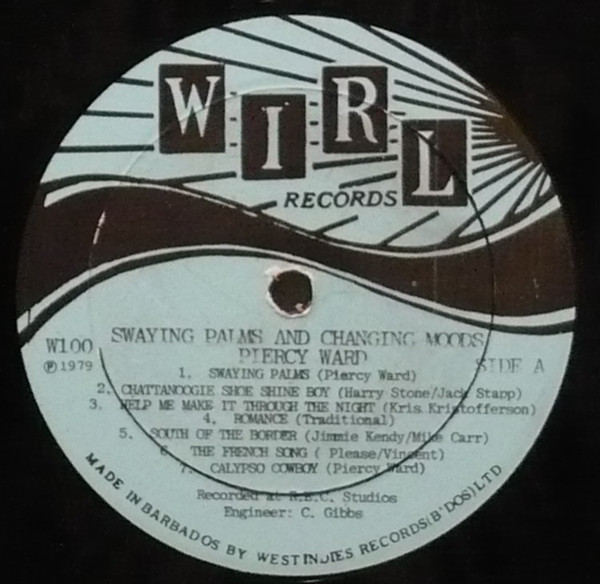 WIRL
RECORDS
SWAYING PALMS AND CHANGING MOODS
PIERCY WARD
W100
℗1979
SIDE A
1. SWAYING PALMS (Piercy Ward)
2. CHATTANOOGIE SHOE SHINE BOY (Harry Stone/Jack Stapp)
3. HELP ME MAKE IT THROUGH THE NIGHT (Kris Kristofferson)
4. ROMANCE (Traditional)
5. SOUTH OF THE BORDER (Jimmie Kendy/Mike Carr)
6 THE FRENCH SONG ( Please/Vincent)
7. CALYPSO COWBOY (Piercy Ward)
Recorded at Studios
Engineer: C. Gibbs
MADE IN BARBADOS BY WEST INDIES RECORDS(B'DOS)LTD